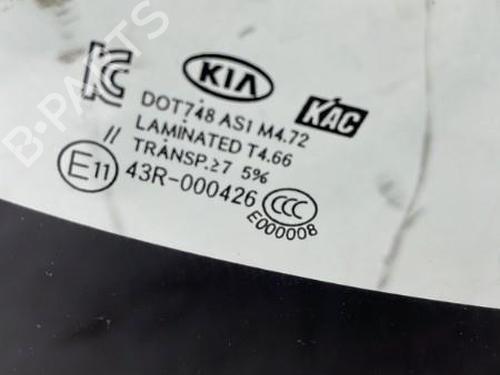 KC KIA KAC
DOT748 AS1 M4.72
LAMINATED T4.66
// TRANSP.≥7 5%
E11 43R-000426 CCC
E000008
B-PARTS